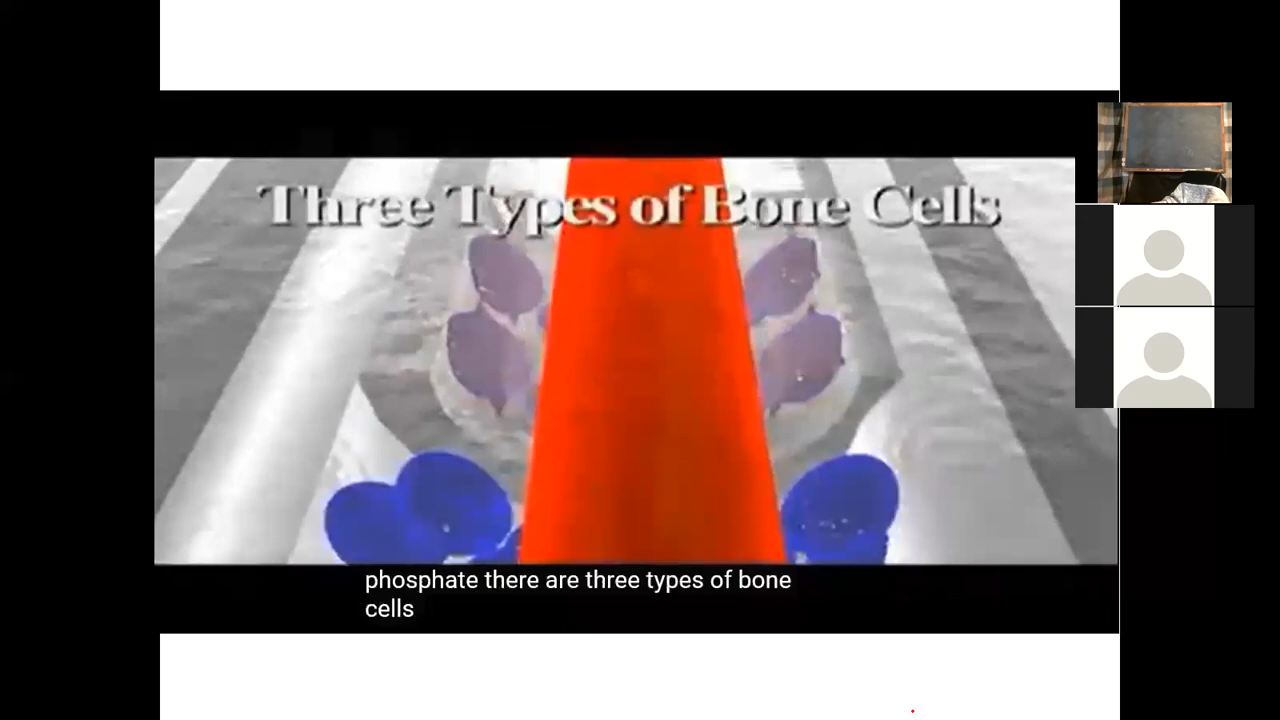 Three Types of Bone Cells
phosphate there are three types of bone
cells